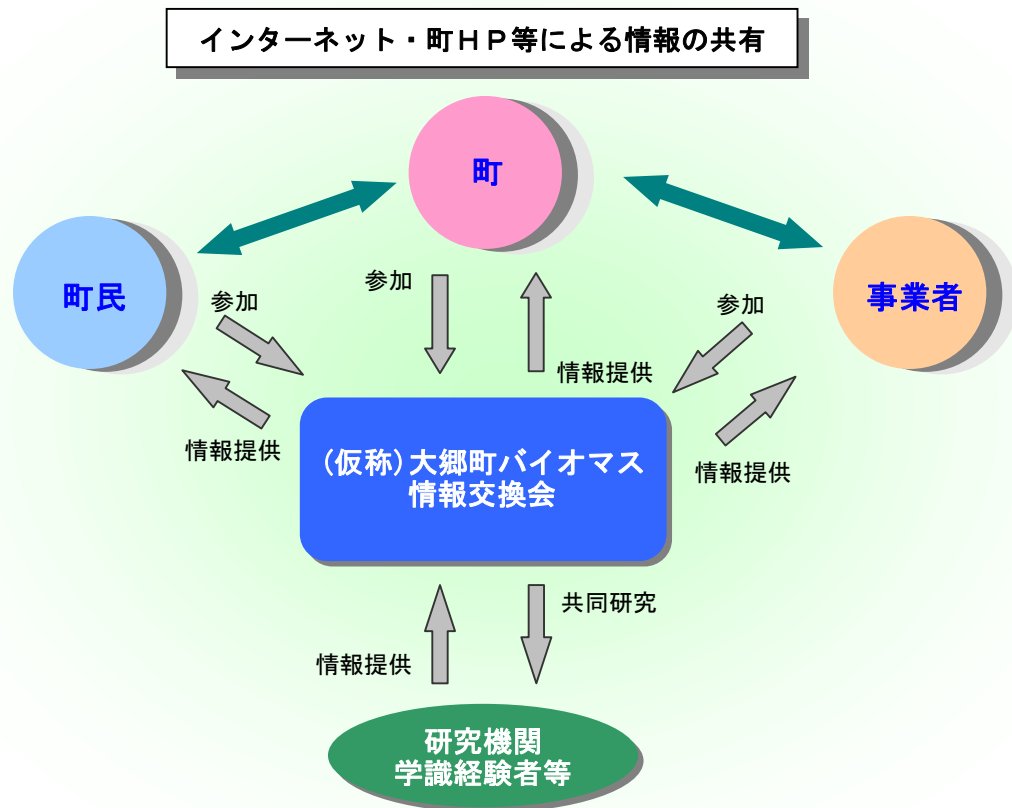 インターネット・町HP等による情報の共有
町
町民
事業者
参加
参加
参加
情報提供
情報提供
情報提供
(仮称)大郷町バイオマス
情報交換会
共同研究
情報提供
研究機関
学識経験者等